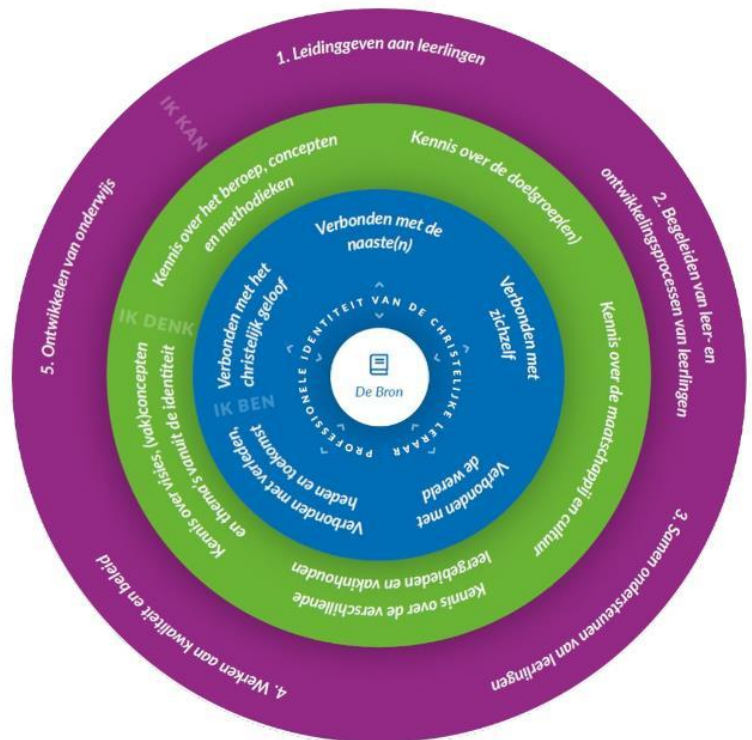 1. Leidinggeven aan leerlingen
2. Begeleiden van leer- en
ontwikkelingsprocessen van leerlingen
3. Samen ondersteunen van leerlingen
4. Werken aan kwaliteit en beleid
5. Ontwikkelen van onderwijs
IK KAN
Kennis over het beroep, concepten
en methodieken
Kennis over de doelgroep(en)
Kennis over de maatschappij en cultuur
Kennis over de verschillende
leergebieden en vakinhouden
Kennis over visies, (vak)concepten
en thema's vanuit de identiteit
IK DENK
Verbonden met de
naaste(n)
Verbonden met
zichzelf
Verbonden met
de wereld
Verbonden met verleden,
heden en toekomst
Verbonden met het
christelijk geloof
IK BEN
PROFESSIONELE IDENTITEIT VAN DE CHRISTELIJKE LERAAR
De Bron